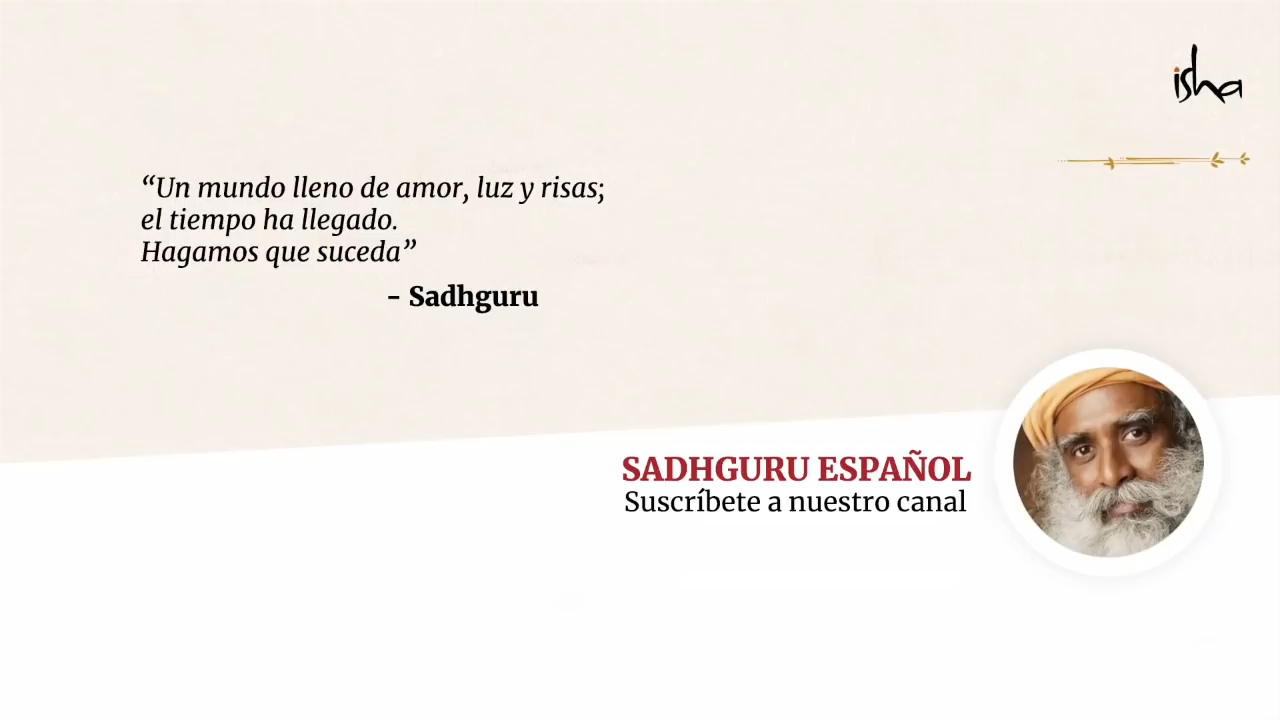 isha
“Un mundo lleno de amor, luz y risas;
el tiempo ha llegado.
Hagamos que suceda”
- Sadhguru
SADHGURU ESPAÑOL
Suscríbete a nuestro canal